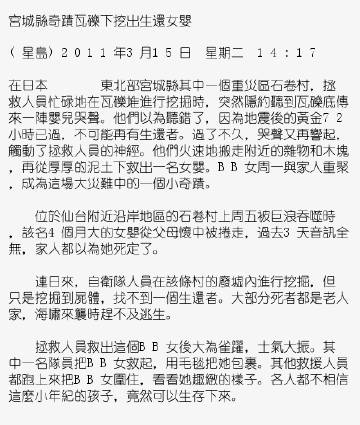 宮城縣奇蹟瓦礫下挖出生還女嬰
(星島)2011年3月15日 星期二 14:17
在日本 東北部宮城縣其中一個重災區石卷村，拯
救人員忙碌地在瓦礫堆進行挖掘時，突然隱約聽到瓦礫底傳
來一陣嬰兒哭聲。他們以為聽錯了，因為地震後的黃金72
小時已過，不可能再有生還者。過了不久，哭聲又再響起，
觸動了拯救人員的神經。他們火速地搬走附近的雜物和木塊
，再從厚厚的泥土下救出一名女嬰。BB女周一與家人重聚
，成為這場大災難中的一個小奇蹟。
位於仙台附近沿岸地區的石卷村上周五被巨浪吞噬時
，該名4個月大的女嬰從父母懷中被捲走，過去3天音訊全
無，家人都以為她死定了。
連日來，自衛隊人員在該條村的廢墟內進行挖掘，但
只是挖掘到屍體，找不到一個生還者。大部分死者都是老人
家，海嘯來襲時趕不及逃生。
拯救人員救出這個BB女後大為雀躍，士氣大振。其
中一名隊員把BB女救起，用毛毯把她包裹。其他救援人員
都跑上來把BB女圍住，看看她趣緻的樣子。各人都不相信
這麼小年紀的孩子，竟然可以生存下來。